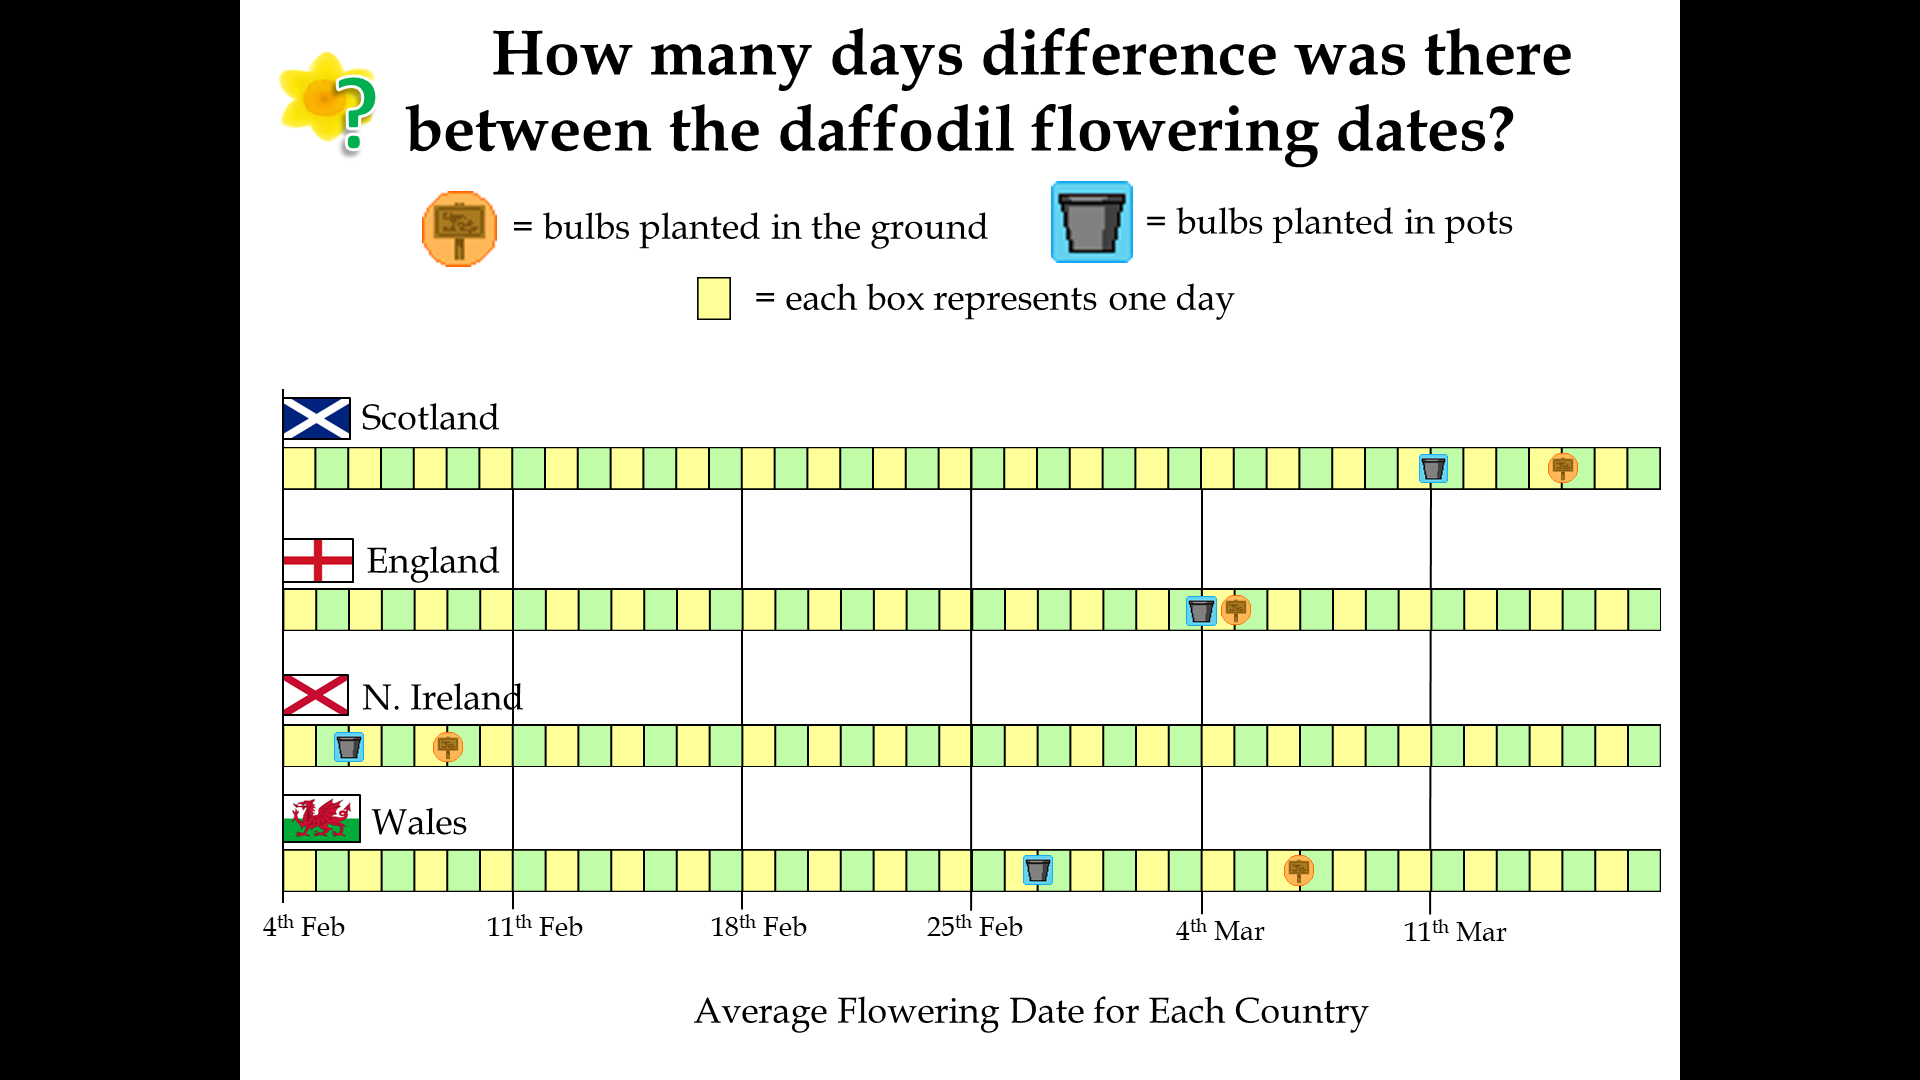 How many days difference was there
between the daffodil flowering dates?
?
= bulbs planted in the ground
= bulbs planted in pots
= each box represents one day
Scotland
England
N. Ireland
Wales
4th Feb 11th Feb 18th Feb 25th Feb 4th Mar 11th Mar
Average Flowering Date for Each Country